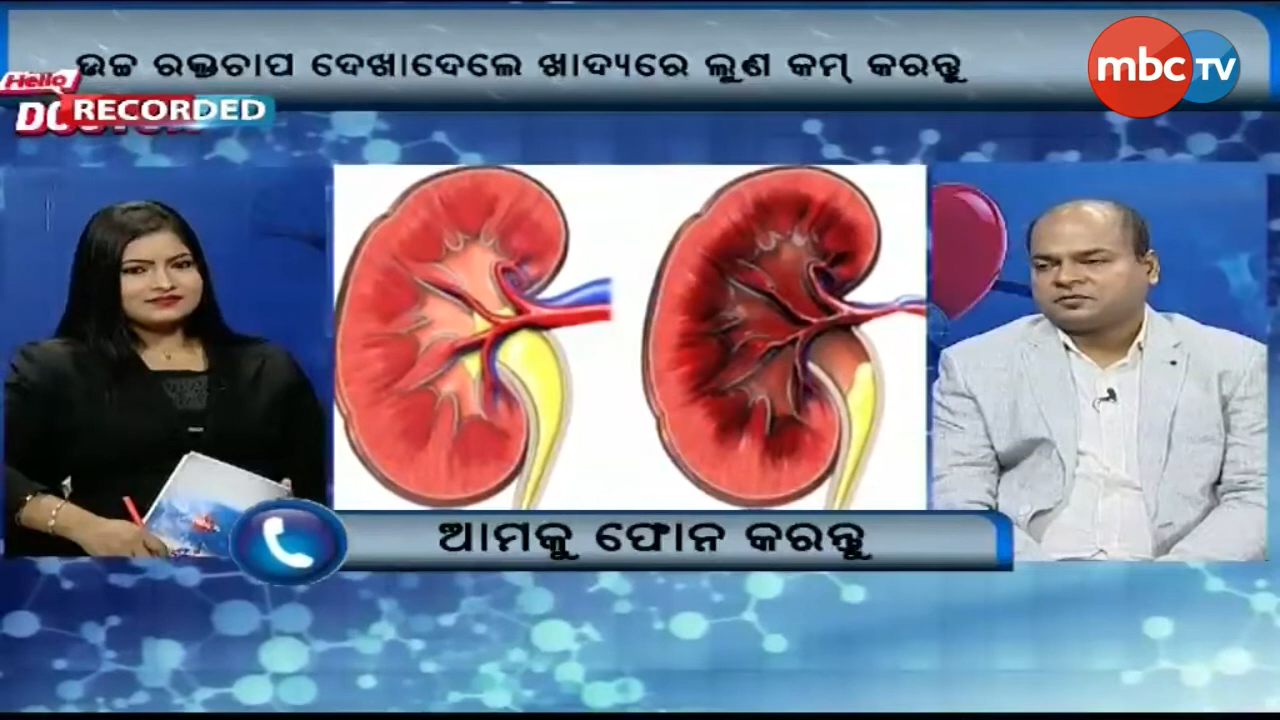 ଉଚ୍ଚ ରକ୍ତଚାପ ଦେଖାଦେଲେ ଖାଦ୍ୟରେ ଲୁଣ କମ୍ କରନ୍ତୁ
mbc TV
Hello
RECORDED
ଆମକୁ ଫୋନ କରନ୍ତୁ